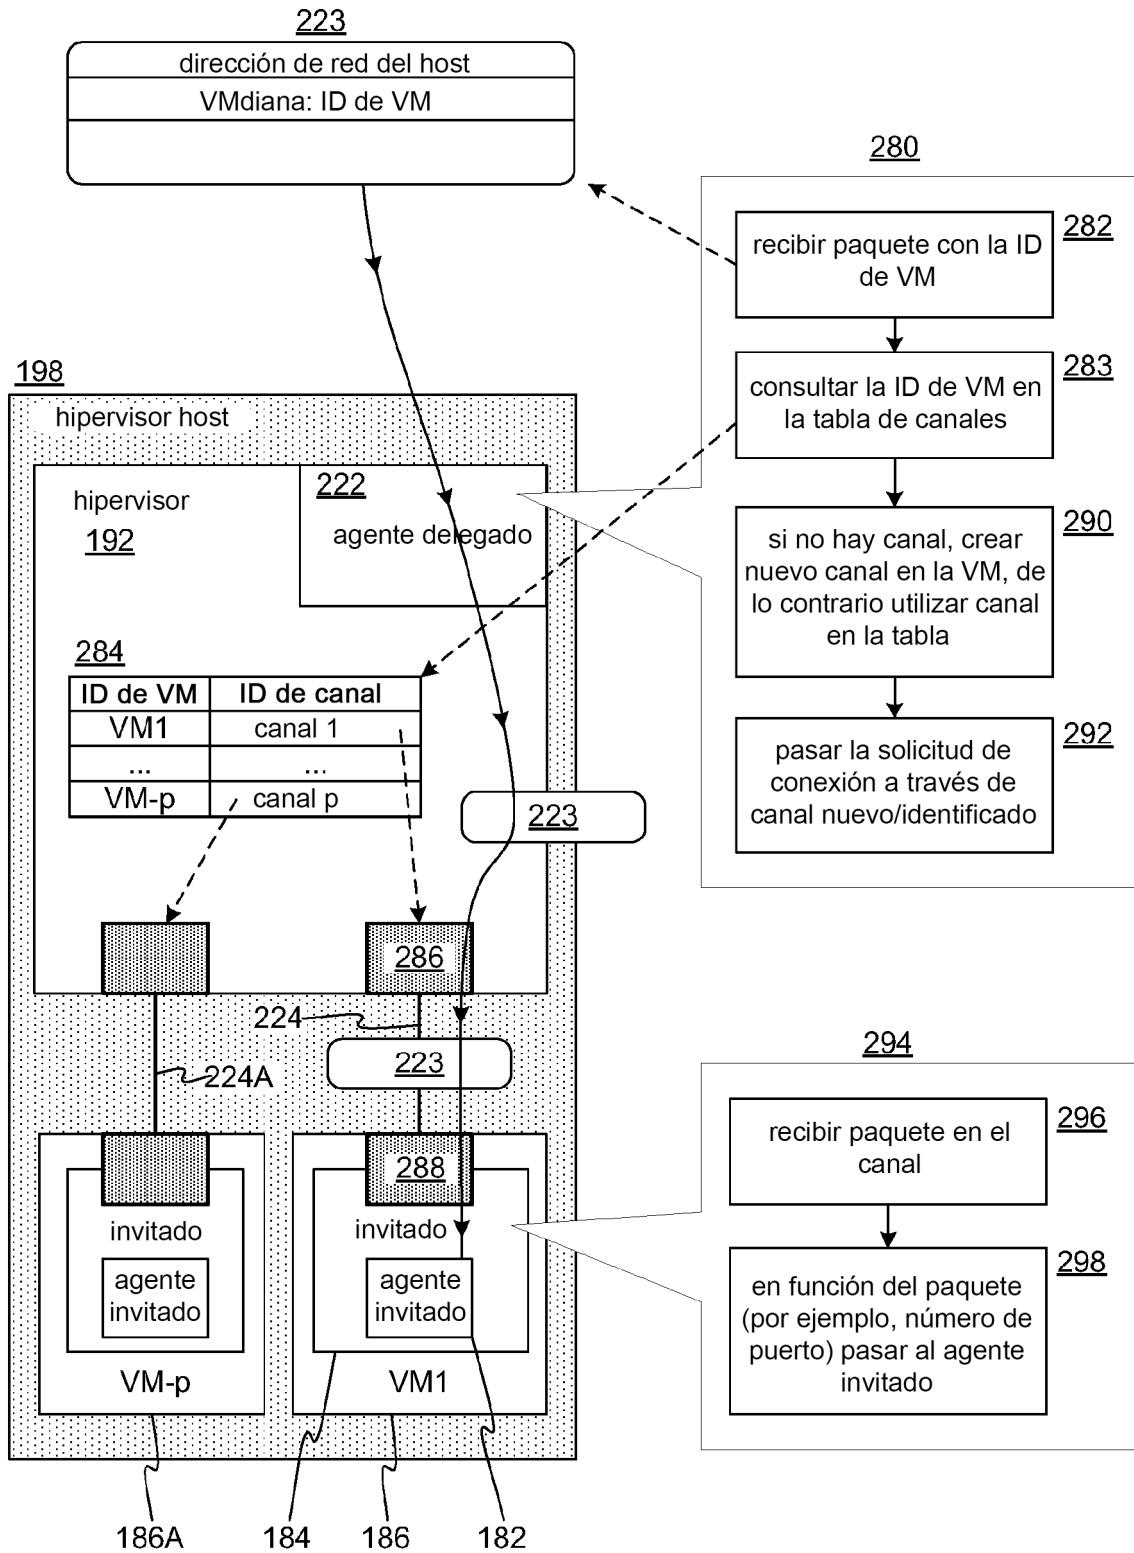 223
dirección de red del host
VMdiana: ID de VM
280
282
recibir paquete con la ID
de VM
283
consultar la ID de VM en
la tabla de canales
198
hipervisor host
222
agente delegado
hipervisor
192
290
si no hay canal, crear
nuevo canal en la VM, de
lo contrario utilizar canal
en la tabla
284
ID de VM ID de canal
VM1 canal 1
... ...
VM-p canal p
292
pasar la solicitud de
conexión a través de
canal nuevo/identificado
223
286
224
223
224A
294
296
recibir paquete en el
canal
288
invitado
agente
invitado
VM-p
invitado
agente
invitado
VM1
298
en función del paquete
(por ejemplo, número de
puerto) pasar al agente
invitado
186A
184
186
182